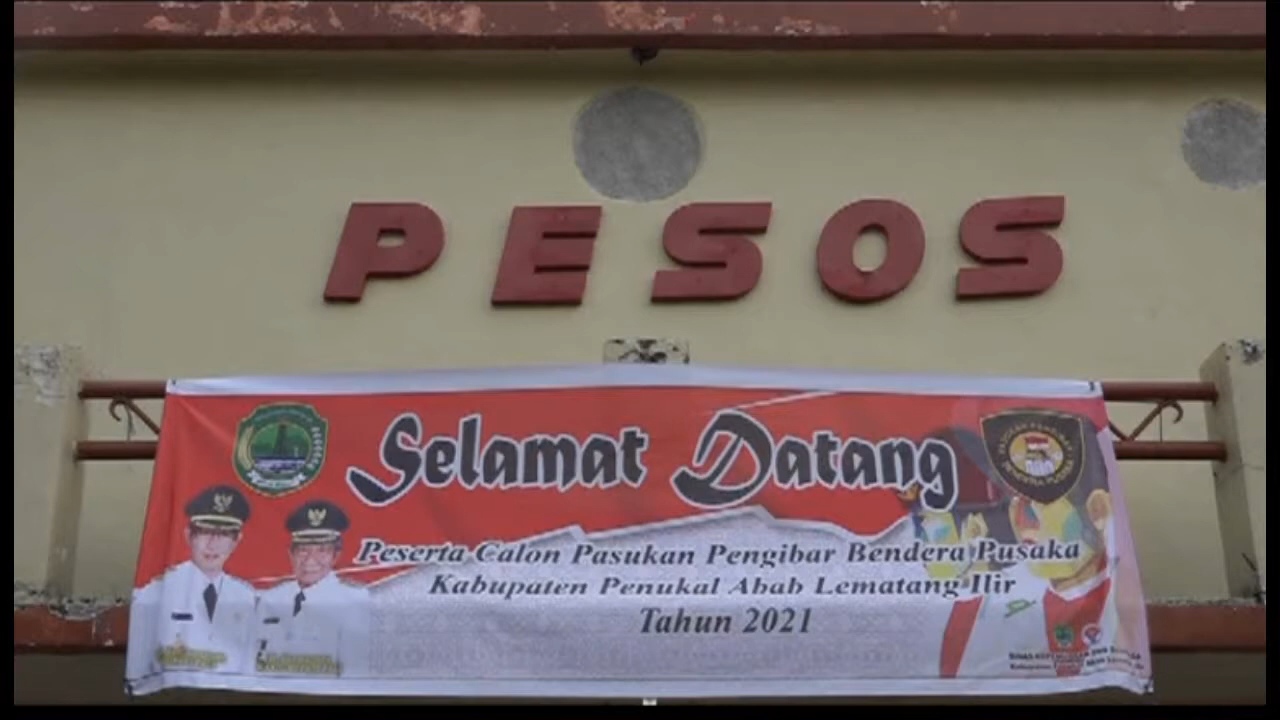 PESOS
Selamat Datang
Peserta Calon Pasukan Pengibar Bendera Pusaka
Kabupaten Penukal Abab Lematang Ilir
Tahun 2021